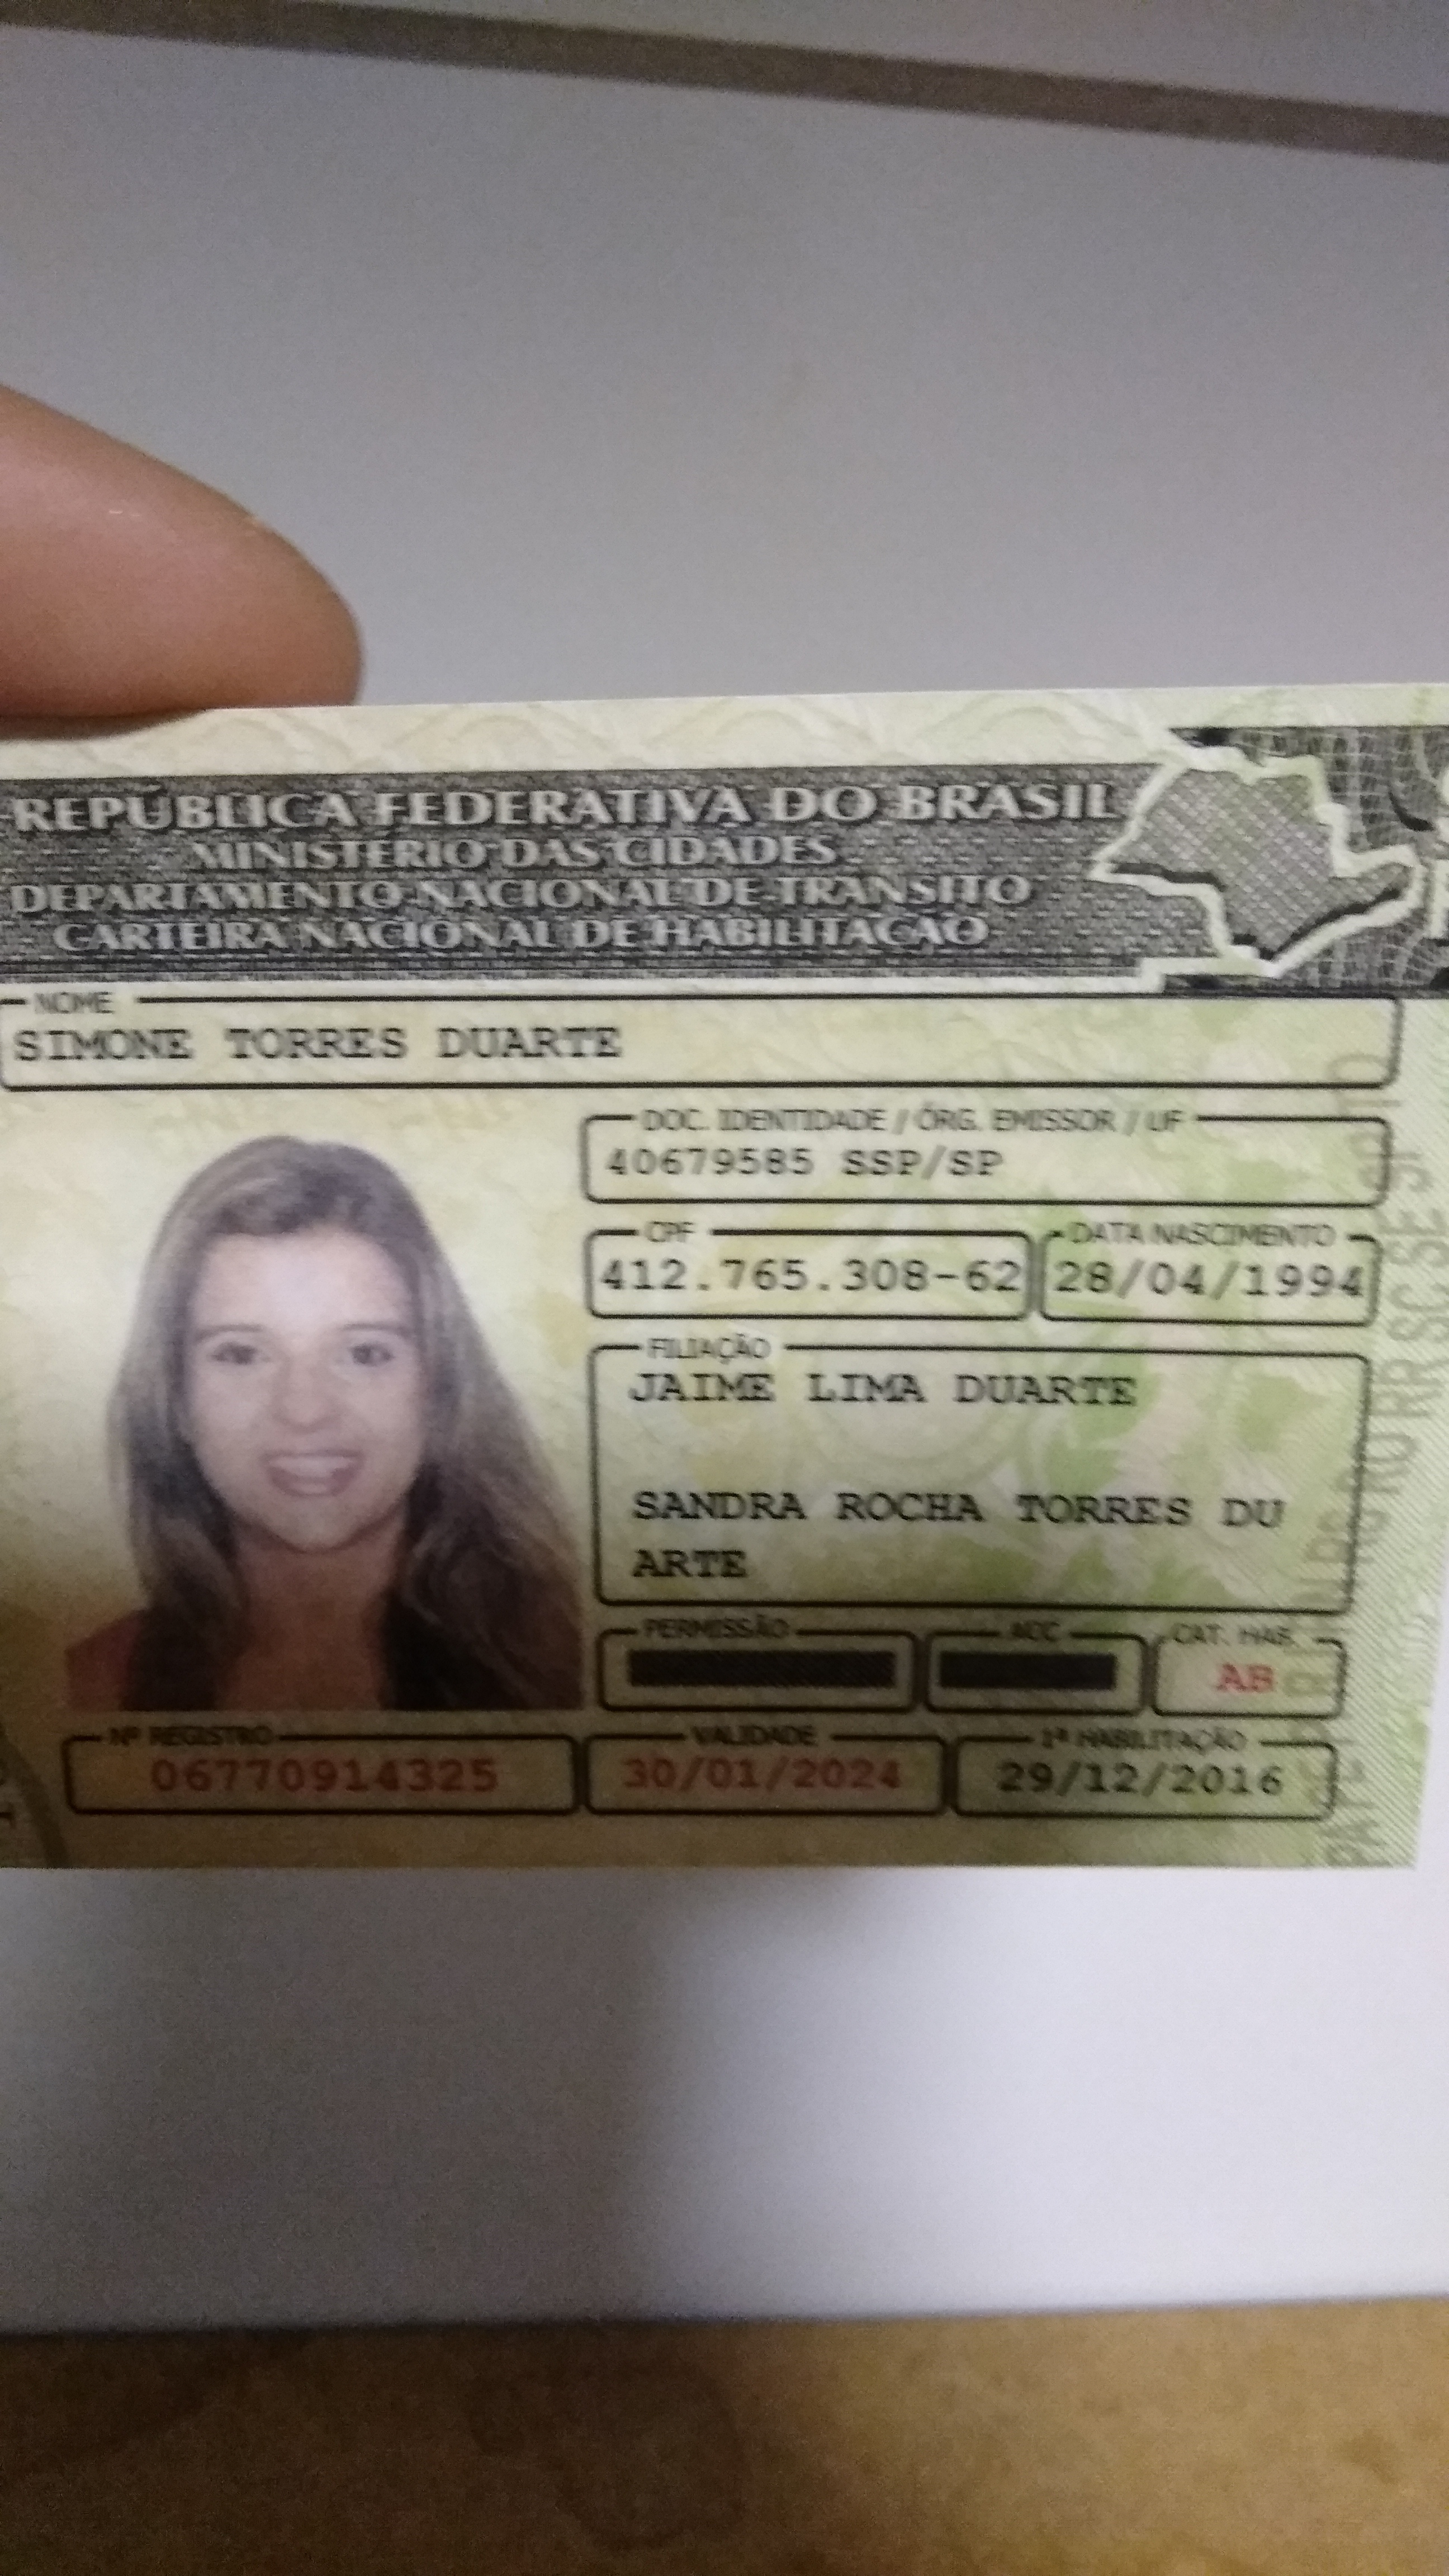 REPÚBLICA FEDERATIVA DO BRASIL
MINISTÉRIO DAS CIDADES
DEPARTAMENTO NACIONAL DE TRÂNSITO
CARTEIRA NACIONAL DE HABILITAÇÃO
NOME
SIMONE TORRES DUARTE
DOC. IDENTIDADE / ÓRG. EMISSOR / UF
40679585 SSP/SP
CPF
412.765.308-62
DATA NASCIMENTO
28/04/1994
FILIAÇÃO
JAIME LIMA DUARTE
SANDRA ROCHA TORRES DU
ARTE
PERMISSÃO
ACC
CAT. HAB.
AB
Nº REGISTRO
06770914325
VALIDADE
30/01/2024
1ª HABILITAÇÃO
29/12/2016